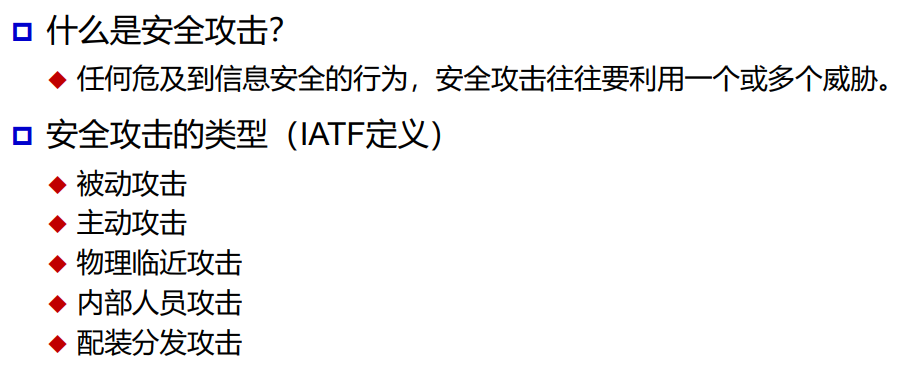 什么是安全攻击？
任何危及到信息安全的行为，安全攻击往往要利用一个或多个威胁。
安全攻击的类型（IATF定义）
被动攻击
主动攻击
物理临近攻击
内部人员攻击
配装分发攻击